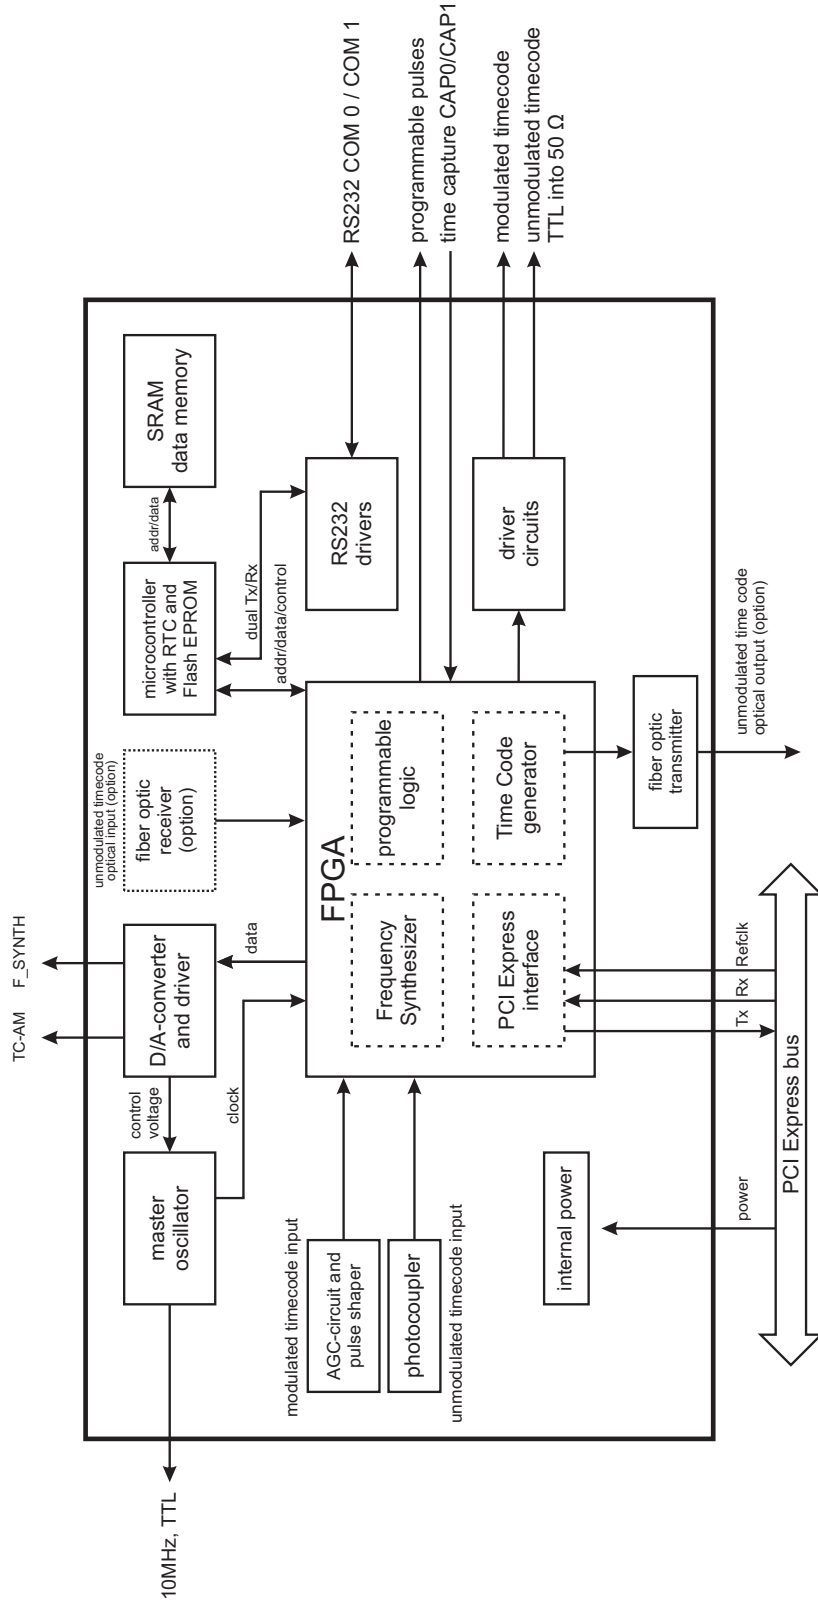 10MHz, TTL
TC-AM
F_SYNTH
master
oscillator
control
voltage
D/A-converter
and driver
unmodulated timecode
optical input (option)
fiber optic
receiver
(option)
microcontroller
with RTC and
Flash EPROM
addr/data
SRAM
data memory
clock
data
addr/data/control
dual Tx/Rx
RS232
drivers
RS232 COM 0 / COM 1
modulated timecode input
AGC-circuit and
pulse shaper
photocoupler
unmodulated timecode input
FPGA
Frequency
Synthesizer
programmable
logic
PCI Express
interface
Time Code
generator
programmable pulses
time capture CAP0/CAP1
driver
circuits
modulated timecode
unmodulated timecode
TTL into 50 Ω
internal power
power
Tx
Rx
Refclk
fiber optic
transmitter
unmodulated time code
optical output (option)
PCI Express bus